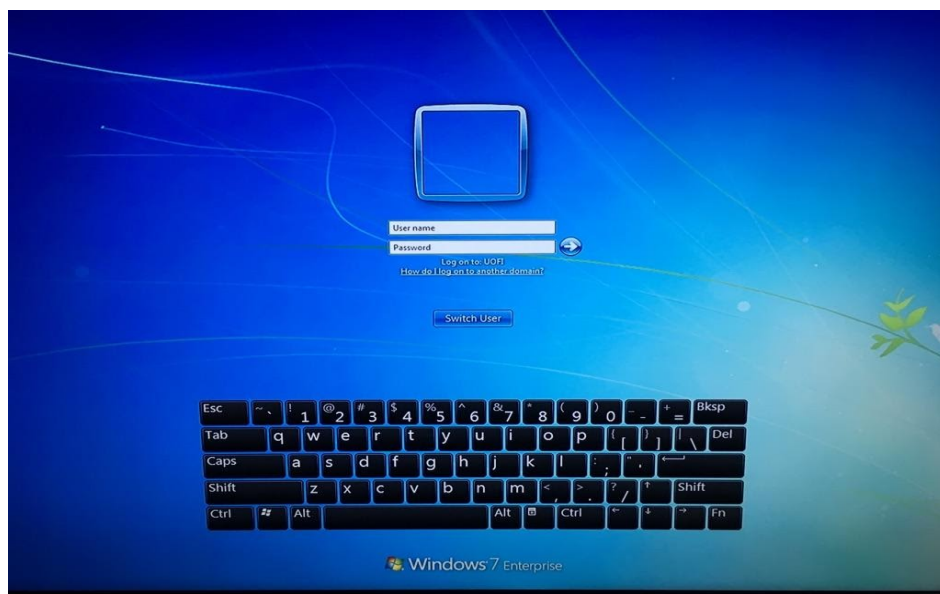 User name
Password
Log on to: UOFI
How do I log on to another domain?
Switch User
Esc ~ ` ! 1 @ 2 # 3 $ 4 % 5 ^ 6 & 7 * 8 ( 9 ) 0 _ - + = Bksp
Tab q w e r t y u i o p { [ } ] | \ Del
Caps a s d f g h j k l : ; " ' 
Shift z x c v b n m < , > . ? / ↑ Shift
Ctrl Alt Alt Ctrl ← ↓ → Fn
Windows 7 Enterprise